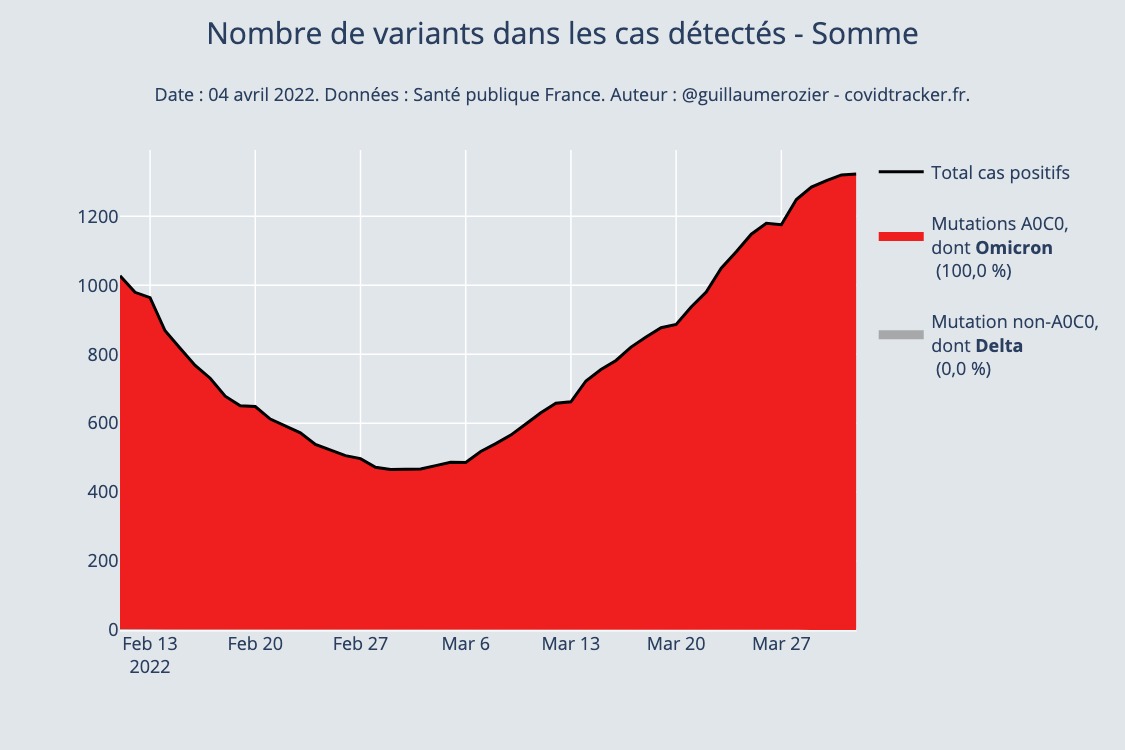 Nombre de variants dans les cas détectés - Somme
Date : 04 avril 2022. Données : Santé publique France. Auteur : @guillaumerozier - covidtracker.fr.
Total cas positifs
Mutations A0C0,
dont Omicron
(100,0 %)
Mutation non-A0C0,
dont Delta
(0,0 %)
1200
1000
800
600
400
200
0
Feb 13 Feb 20 Feb 27 Mar 6 Mar 13 Mar 20 Mar 27
2022